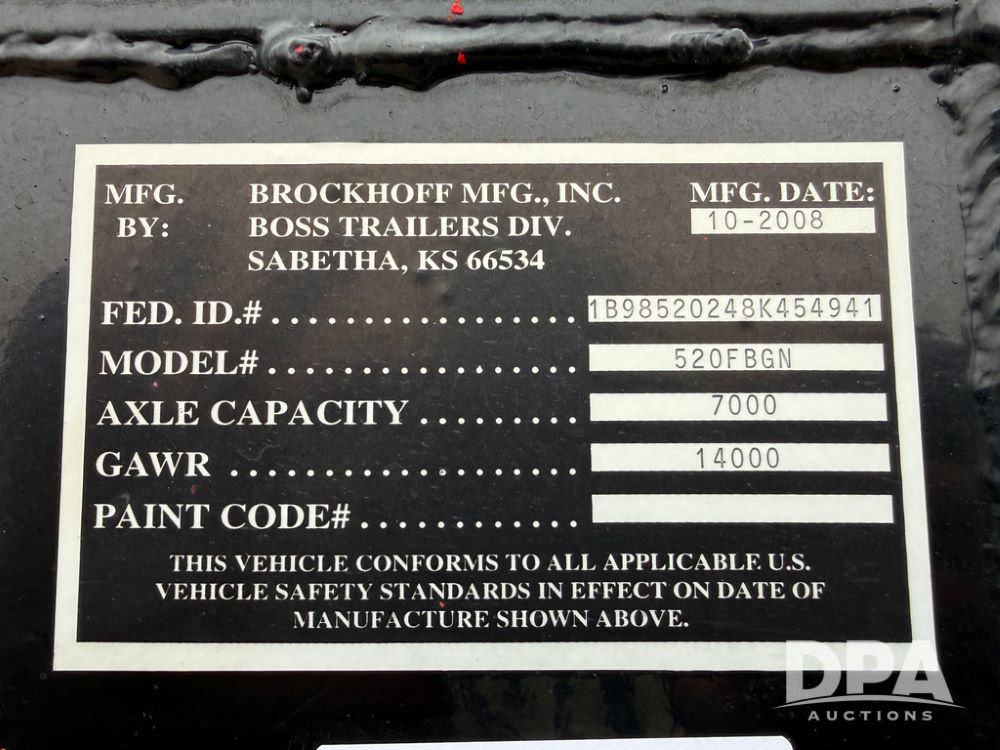 MFG. BROCKHOFF MFG., INC. MFG. DATE:
BY: BOSS TRAILERS DIV. 10-2008
SABETHA, KS 66534
FED. ID.# ................. 1B98520248K454941
MODEL# .................. 520FBGN
AXLE CAPACITY ......... 7000
GAWR .................... 14000
PAINT CODE# ............
THIS VEHICLE CONFORMS TO ALL APPLICABLE U.S.
VEHICLE SAFETY STANDARDS IN EFFECT ON DATE OF
MANUFACTURE SHOWN ABOVE.
DPA
AUCTIONS